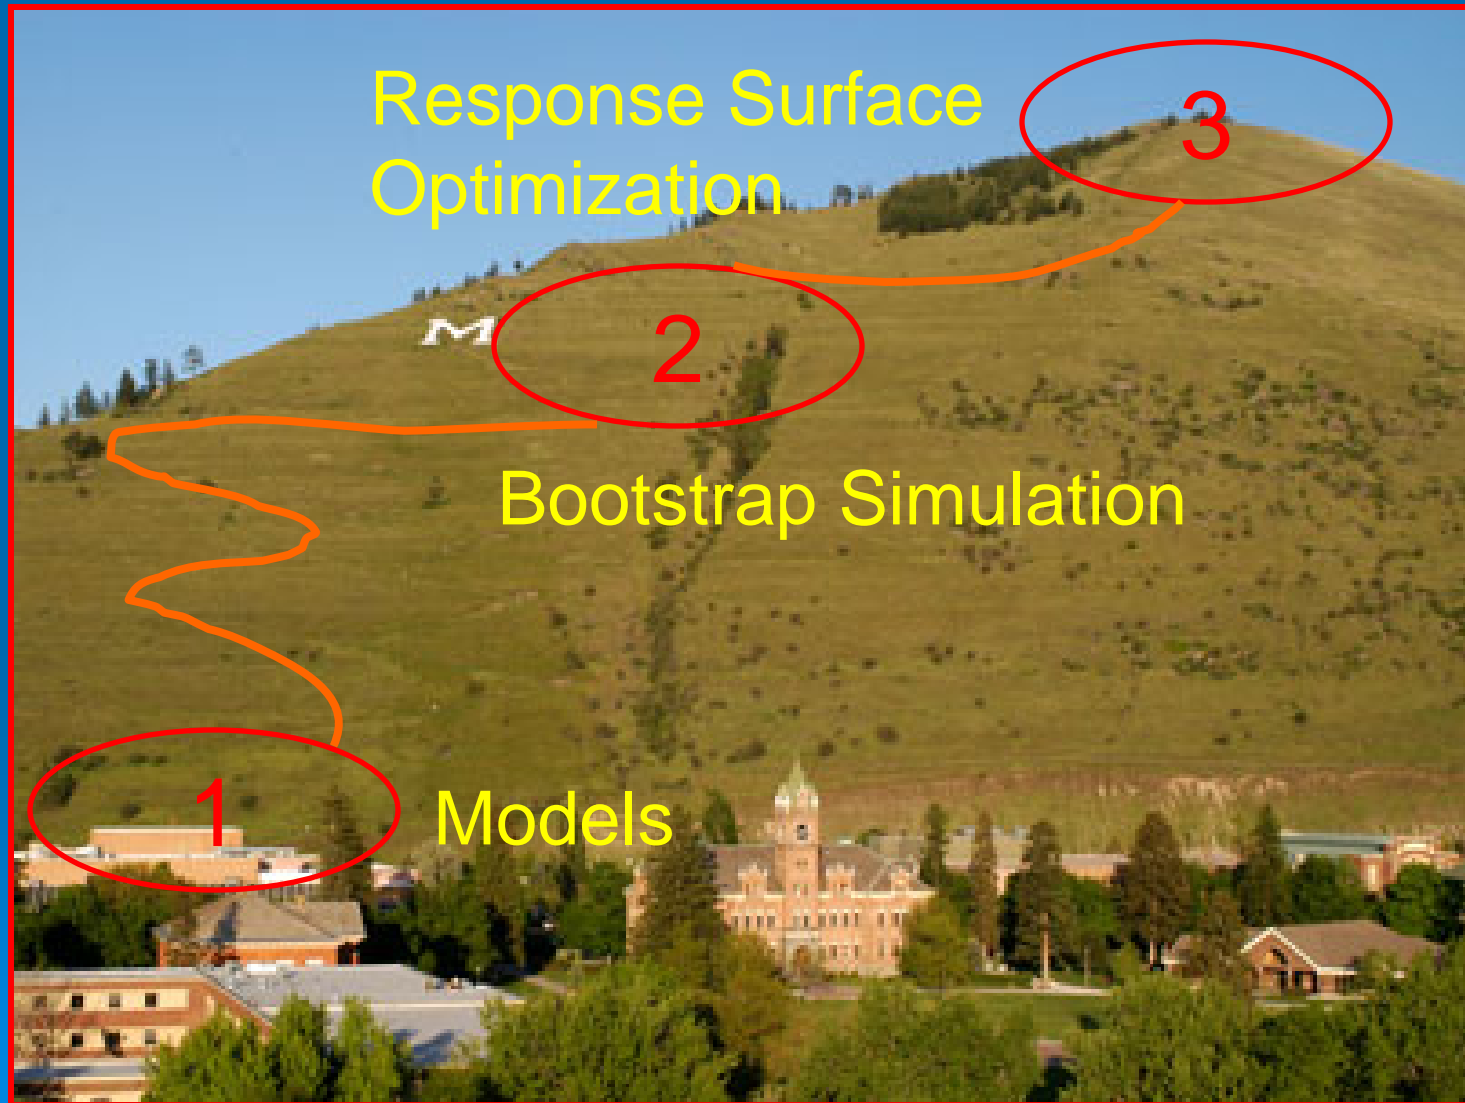 Response Surface
Optimization
3
M
2
Bootstrap Simulation
1
Models